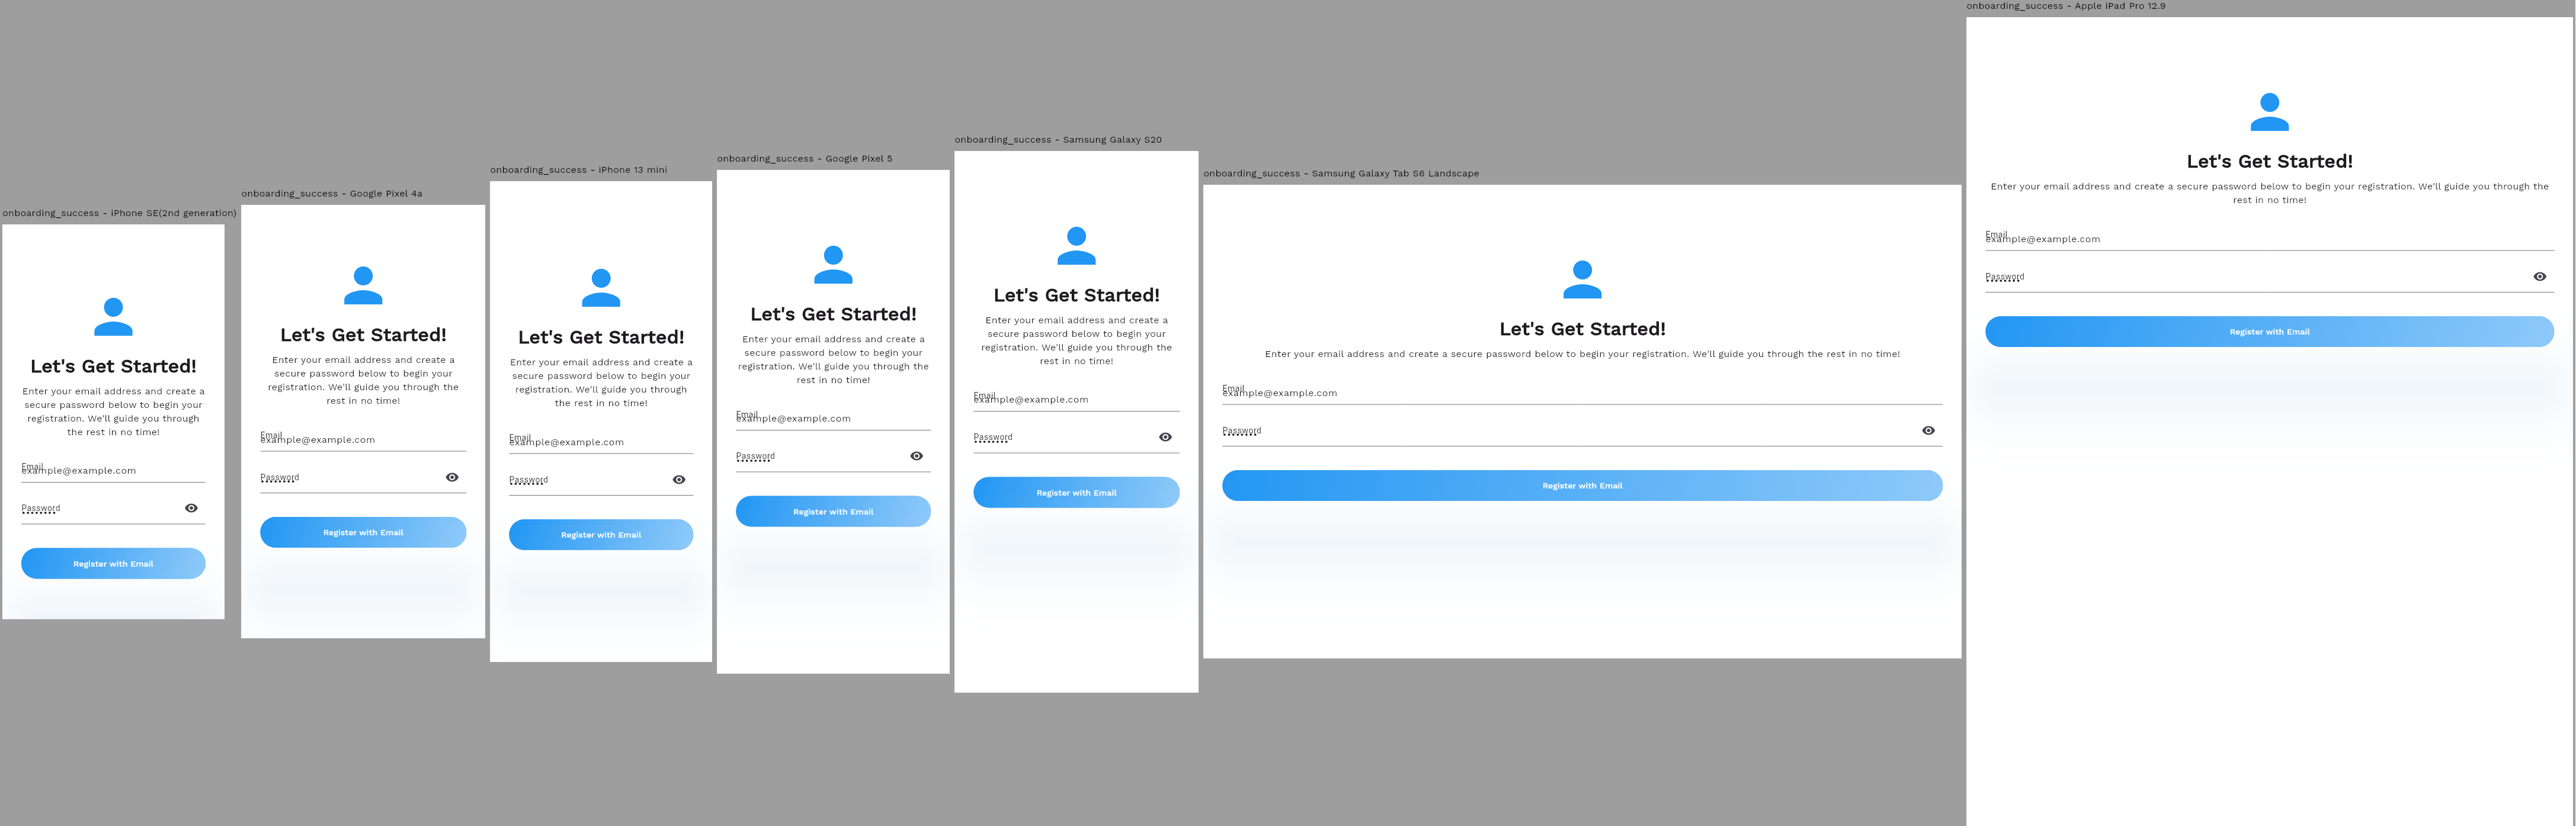 onboarding_success - iPhone SE(2nd generation)
Let's Get Started!
Enter your email address and create a
secure password below to begin your
registration. We'll guide you through
the rest in no time!
Email
example@example.com
Password
Register with Email
onboarding_success - Google Pixel 4a
Let's Get Started!
Enter your email address and create a
secure password below to begin your
registration. We'll guide you through the
rest in no time!
Email
example@example.com
Password
Register with Email
onboarding_success - iPhone 13 mini
Let's Get Started!
Enter your email address and create a
secure password below to begin your
registration. We'll guide you through
the rest in no time!
Email
example@example.com
Password
Register with Email
onboarding_success - Google Pixel 5
Let's Get Started!
Enter your email address and create a
secure password below to begin your
registration. We'll guide you through the
rest in no time!
Email
example@example.com
Password
Register with Email
onboarding_success - Samsung Galaxy S20
Let's Get Started!
Enter your email address and create a
secure password below to begin your
registration. We'll guide you through the
rest in no time!
Email
example@example.com
Password
Register with Email
onboarding_success - Samsung Galaxy Tab S6 Landscape
Let's Get Started!
Enter your email address and create a secure password below to begin your registration. We'll guide you through the rest in no time!
Email
example@example.com
Password
Register with Email
onboarding_success - Apple iPad Pro 12.9
Let's Get Started!
Enter your email address and create a secure password below to begin your registration. We'll guide you through the
rest in no time!
Email
example@example.com
Password
Register with Email